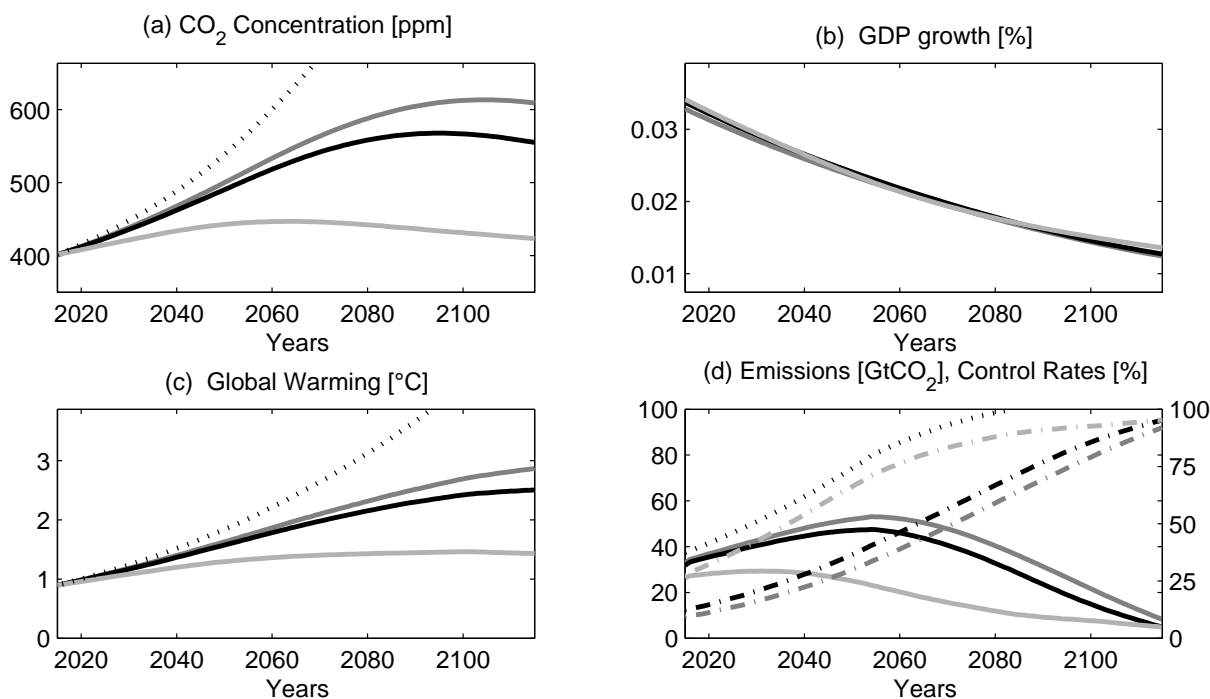 (a) CO2 Concentration [ppm]
600
500
400
2020 2040 2060 2080 2100
Years
(b) GDP growth [%]
0.03
0.02
0.01
2020 2040 2060 2080 2100
Years
(c) Global Warming [°C]
3
2
1
0
2020 2040 2060 2080 2100
Years
(d) Emissions [GtCO2], Control Rates [%]
100 100
80 75
60 50
40 25
20
0 0
2020 2040 2060 2080 2100
Years